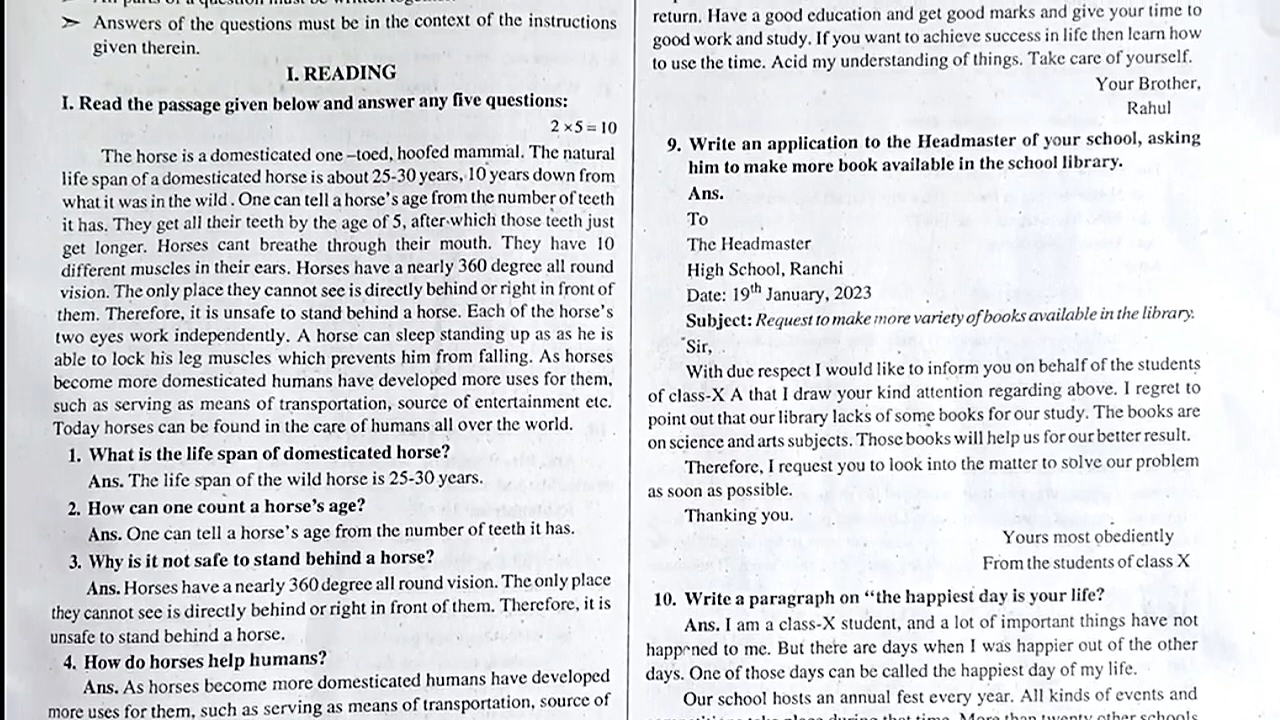 ➢ Answers of the questions must be in the context of the instructions
given therein.
I. READING
I. Read the passage given below and answer any five questions:
2 ×5 = 10
The horse is a domesticated one –toed, hoofed mammal. The natural
life span of a domesticated horse is about 25-30 years, 10 years down from
what it was in the wild . One can tell a horse's age from the number of teeth
it has. They get all their teeth by the age of 5, after which those teeth just
get longer. Horses cant breathe through their mouth. They have 10
different muscles in their ears. Horses have a nearly 360 degree all round
vision. The only place they cannot see is directly behind or right in front of
them. Therefore, it is unsafe to stand behind a horse. Each of the horse's
two eyes work independently. A horse can sleep standing up as as he is
able to lock his leg muscles which prevents him from falling. As horses
become more domesticated humans have developed more uses for them,
such as serving as means of transportation, source of entertainment etc.
Today horses can be found in the care of humans all over the world.
1. What is the life span of domesticated horse?
Ans. The life span of the wild horse is 25-30 years.
2. How can one count a horse's age?
Ans. One can tell a horse's age from the number of teeth it has.
3. Why is it not safe to stand behind a horse?
Ans. Horses have a nearly 360 degree all round vision. The only place
they cannot see is directly behind or right in front of them. Therefore, it is
unsafe to stand behind a horse.
4. How do horses help humans?
Ans. As horses become more domesticated humans have developed
more uses for them, such as serving as means of transportation, source of
return. Have a good education and get good marks and give your time to
good work and study. If you want to achieve success in life then learn how
to use the time. Acid my understanding of things. Take care of yourself.
Your Brother,
Rahul
9. Write an application to the Headmaster of your school, asking
him to make more book available in the school library.
Ans.
To
The Headmaster
High School, Ranchi
Date: 19th January, 2023
Subject: Request to make more variety of books available in the library.
Sir,
With due respect I would like to inform you on behalf of the students
of class-X A that I draw your kind attention regarding above. I regret to
point out that our library lacks of some books for our study. The books are
on science and arts subjects. Those books will help us for our better result.
Therefore, I request you to look into the matter to solve our problem
as soon as possible.
Thanking you.
Yours most obediently
From the students of class X
10. Write a paragraph on “the happiest day is your life?
Ans. I am a class-X student, and a lot of important things have not
happened to me. But there are days when I was happier out of the other
days. One of those days can be called the happiest day of my life.
Our school hosts an annual fest every year. All kinds of events and